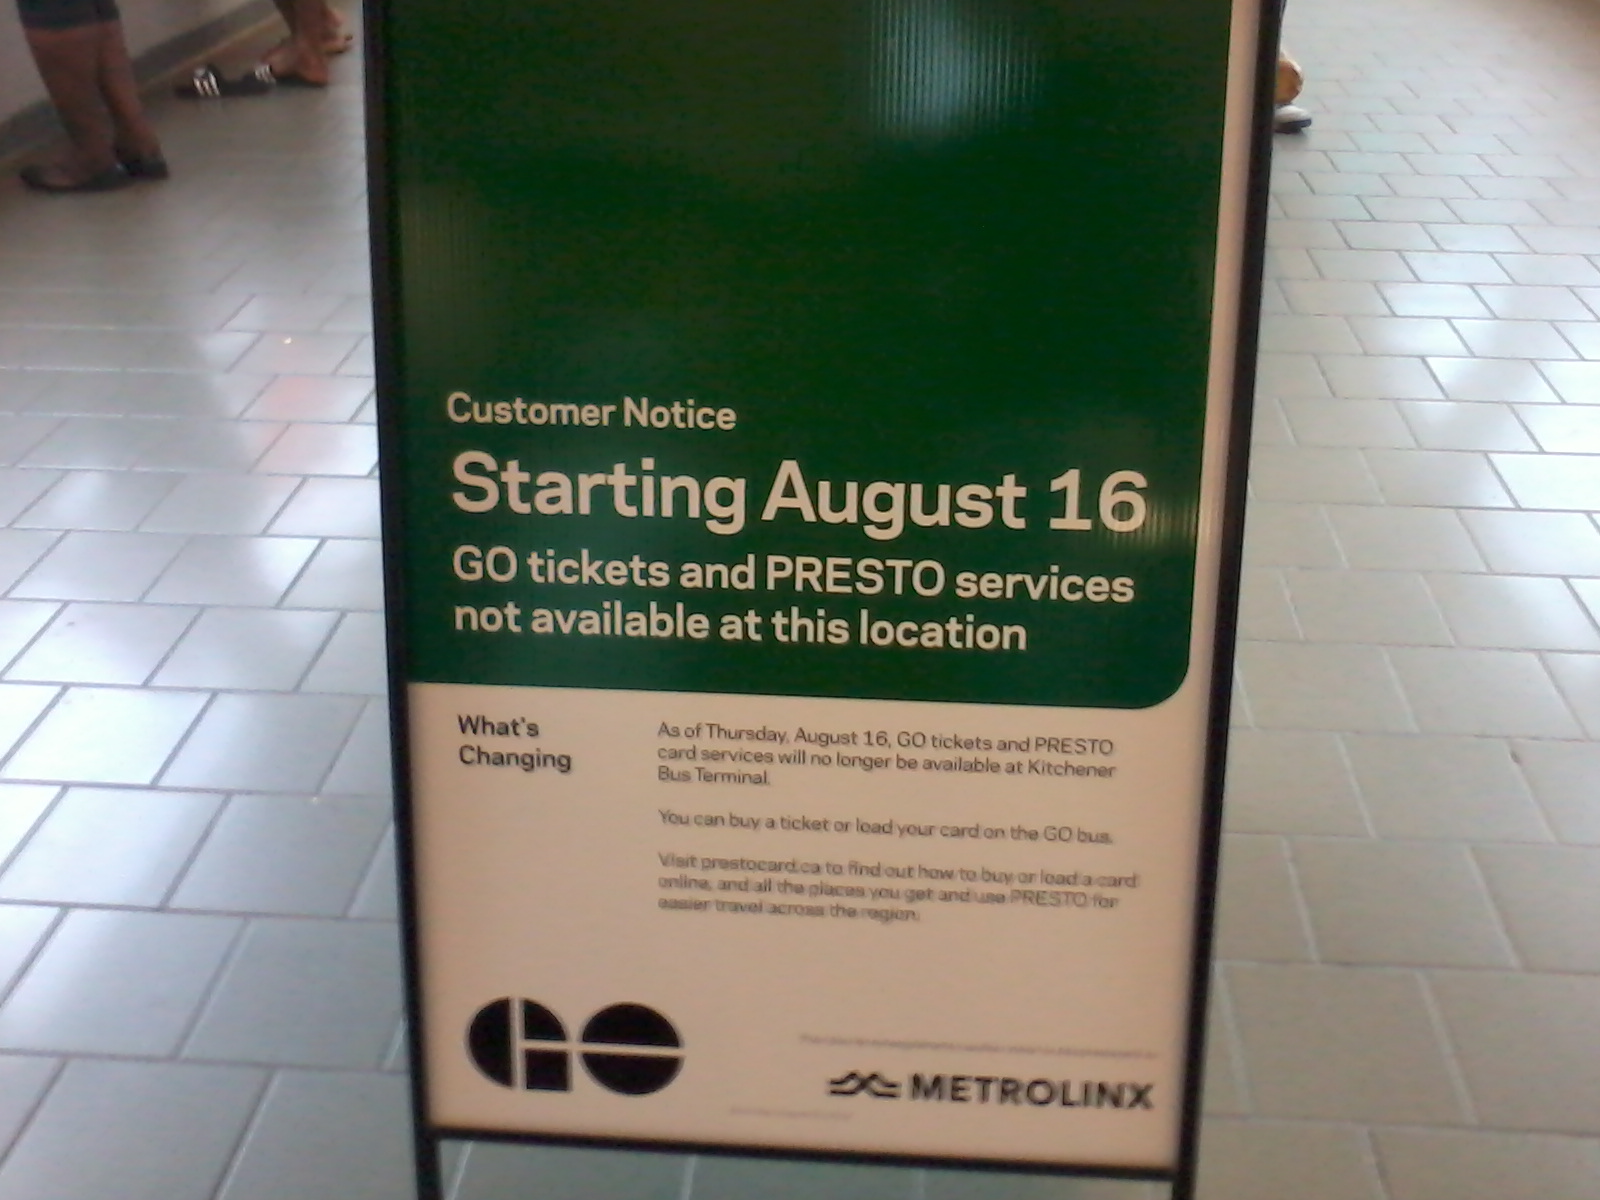 Customer Notice
Starting August 16
GO tickets and PRESTO services
not available at this location
What's
Changing
As of Thursday, August 16, GO tickets and PRESTO
card services will no longer be available at Kitchener
Bus Terminal.
You can buy a ticket or load your card on the GO bus.
Visit prestocard.ca to find out how to buy or load a card
online, and all the places you get and use PRESTO for
easier travel across the region.
GO
METROLINX